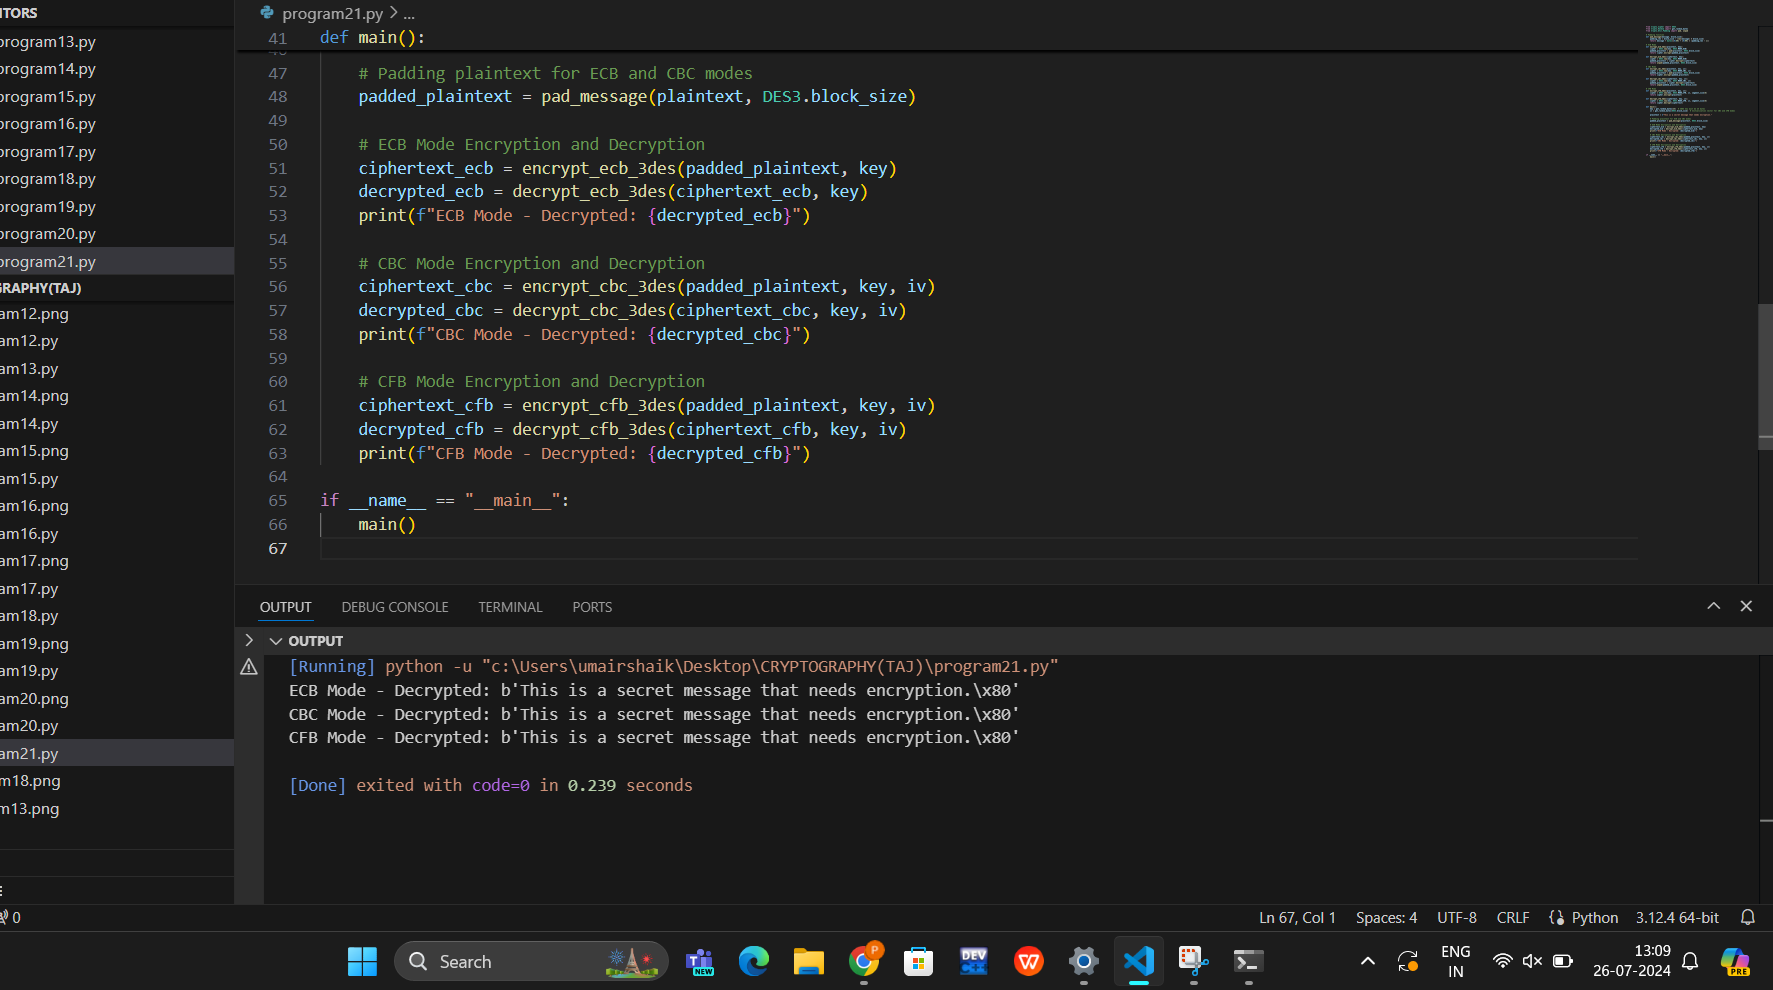 ITORS
program13.py
program14.py
program15.py
program16.py
program17.py
program18.py
program19.py
program20.py
program21.py
GRAPHY(TAJ)
am12.png
am12.py
am13.py
am14.png
am14.py
am15.png
am15.py
am16.png
am16.py
am17.png
am17.py
am18.py
am19.png
am19.py
am20.png
am20.py
am21.py
m18.png
m13.png
program21.py > ...
41 def main():
47 # Padding plaintext for ECB and CBC modes
48 padded_plaintext = pad_message(plaintext, DES3.block_size)
49
50 # ECB Mode Encryption and Decryption
51 ciphertext_ecb = encrypt_ecb_3des(padded_plaintext, key)
52 decrypted_ecb = decrypt_ecb_3des(ciphertext_ecb, key)
53 print(f"ECB Mode - Decrypted: {decrypted_ecb}")
54
55 # CBC Mode Encryption and Decryption
56 ciphertext_cbc = encrypt_cbc_3des(padded_plaintext, key, iv)
57 decrypted_cbc = decrypt_cbc_3des(ciphertext_cbc, key, iv)
58 print(f"CBC Mode - Decrypted: {decrypted_cbc}")
59
60 # CFB Mode Encryption and Decryption
61 ciphertext_cfb = encrypt_cfb_3des(padded_plaintext, key, iv)
62 decrypted_cfb = decrypt_cfb_3des(ciphertext_cfb, key, iv)
63 print(f"CFB Mode - Decrypted: {decrypted_cfb}")
64
65 if __name__ == "__main__":
66 main()
67
OUTPUT DEBUG CONSOLE TERMINAL PORTS
OUTPUT
[Running] python -u "c:\Users\umairshaik\Desktop\CRYPTOGRAPHY(TAJ)\program21.py"
ECB Mode - Decrypted: b'This is a secret message that needs encryption.\x80'
CBC Mode - Decrypted: b'This is a secret message that needs encryption.\x80'
CFB Mode - Decrypted: b'This is a secret message that needs encryption.\x80'
[Done] exited with code=0 in 0.239 seconds
0 Ln 67, Col 1 Spaces: 4 UTF-8 CRLF Python 3.12.4 64-bit
Search
NEW
P
DEV
C++
W
ENG
IN
13:09
26-07-2024
PRE